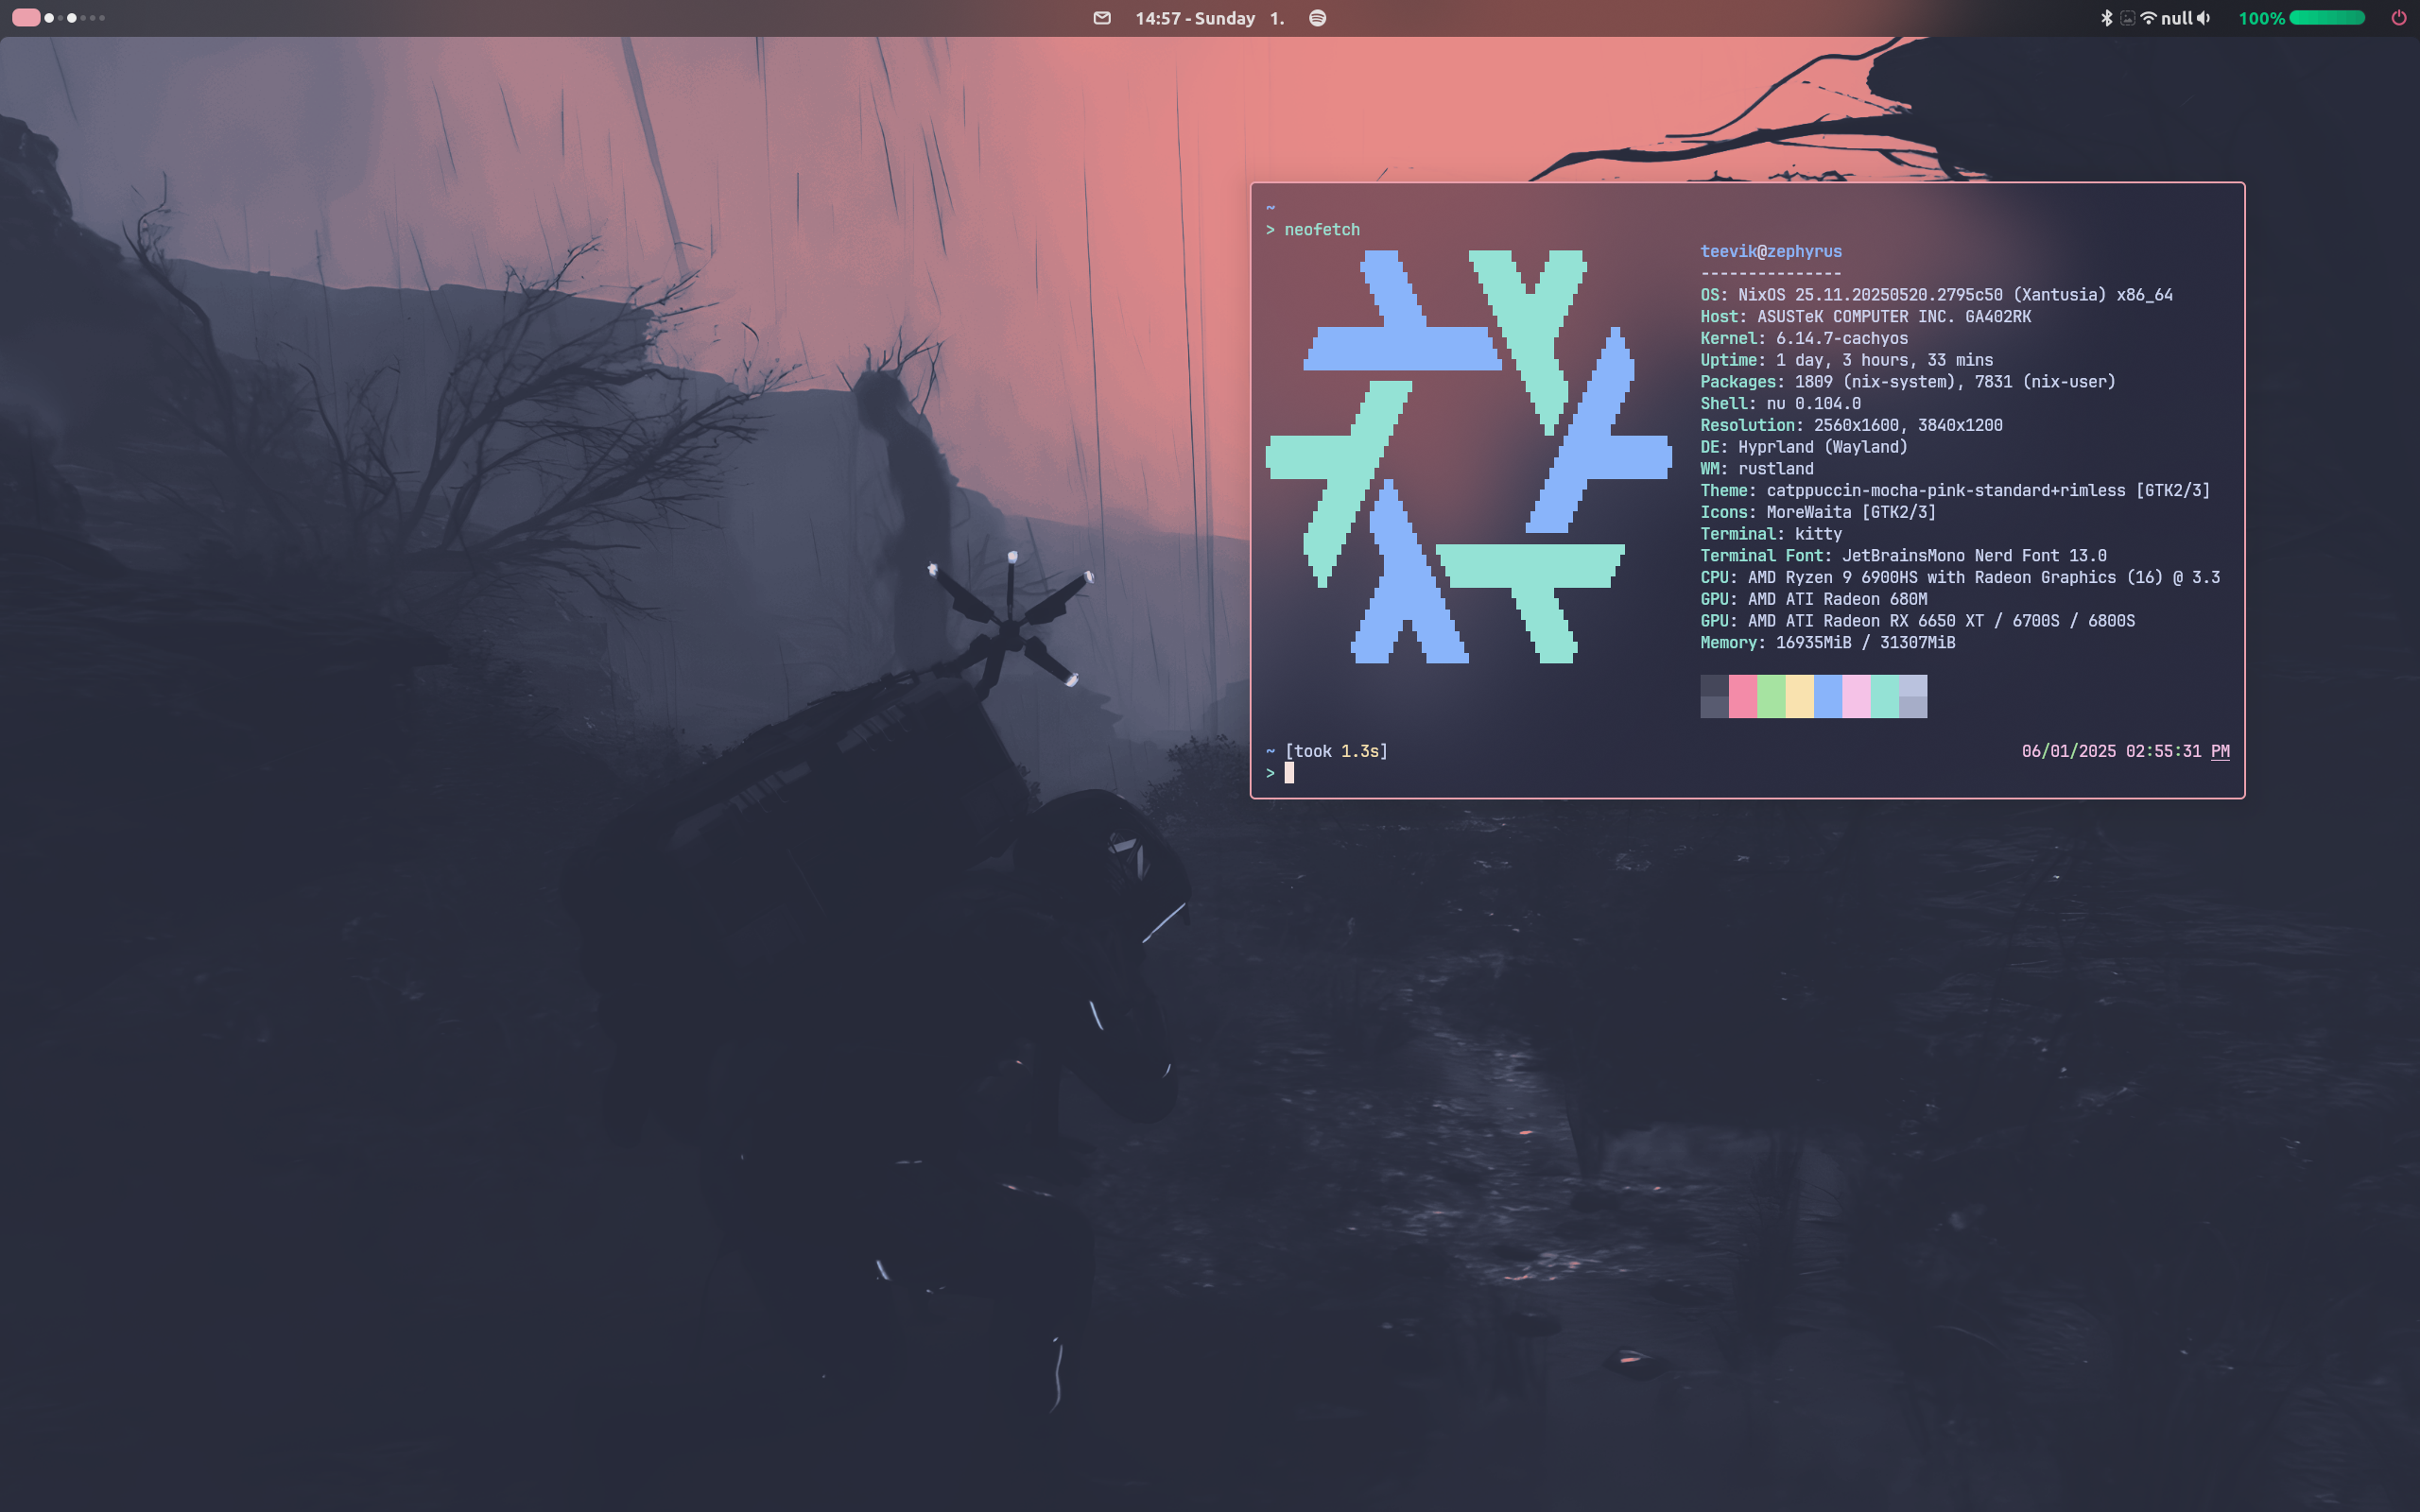 14:57 - Sunday 1.
null
100%
~
> neofetch
teevik@zephyrus
---------------
OS: NixOS 25.11.20250520.2795c50 (Xantusia) x86_64
Host: ASUSTeK COMPUTER INC. GA402RK
Kernel: 6.14.7-cachyos
Uptime: 1 day, 3 hours, 33 mins
Packages: 1809 (nix-system), 7831 (nix-user)
Shell: nu 0.104.0
Resolution: 2560x1600, 3840x1200
DE: Hyprland (Wayland)
WM: rustland
Theme: catppuccin-mocha-pink-standard+rimless [GTK2/3]
Icons: MoreWaita [GTK2/3]
Terminal: kitty
Terminal Font: JetBrainsMono Nerd Font 13.0
CPU: AMD Ryzen 9 6900HS with Radeon Graphics (16) @ 3.3
GPU: AMD ATI Radeon 680M
GPU: AMD ATI Radeon RX 6650 XT / 6700S / 6800S
Memory: 16935MiB / 31307MiB
~ [took 1.3s]
06/01/2025 02:55:31 PM
>